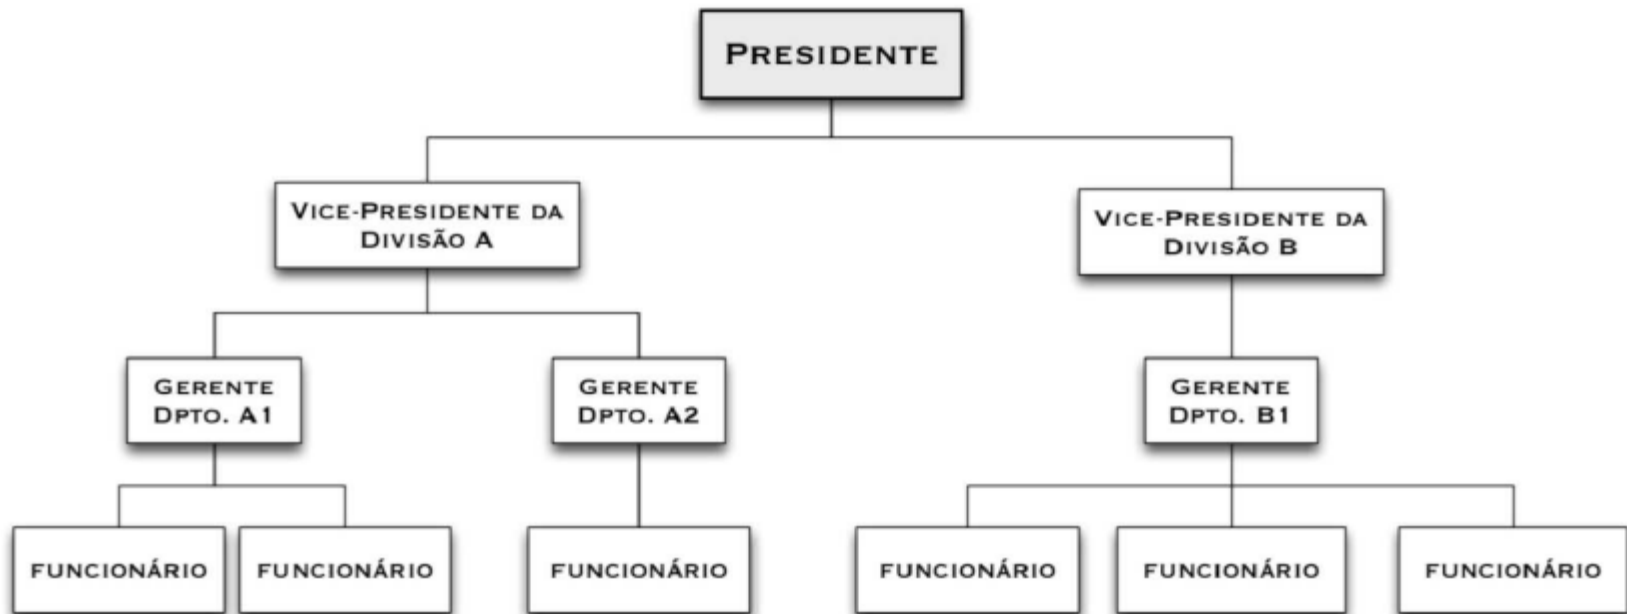 PRESIDENTE
VICE-PRESIDENTE DA
DIVISÃO A
VICE-PRESIDENTE DA
DIVISÃO B
GERENTE
DPTO. A1
GERENTE
DPTO. A2
GERENTE
DPTO. B1
FUNCIONÁRIO
FUNCIONÁRIO
FUNCIONÁRIO
FUNCIONÁRIO
FUNCIONÁRIO
FUNCIONÁRIO